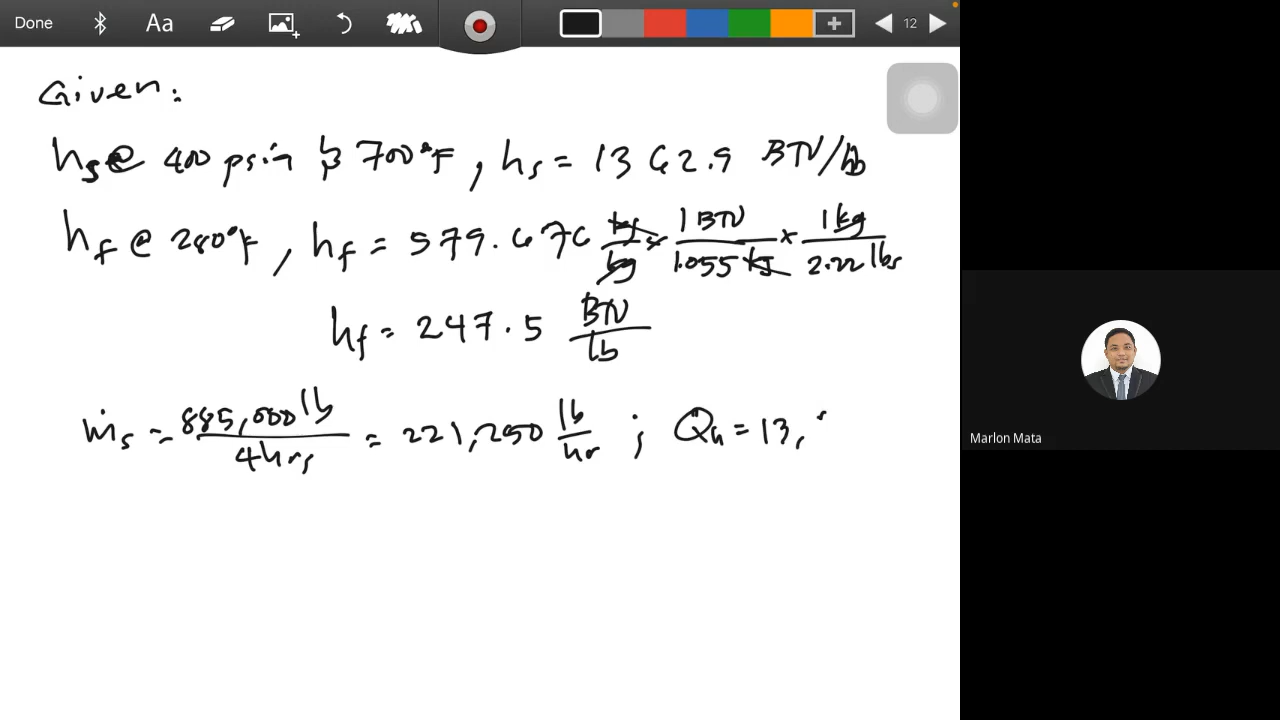 Done Aa 12
Given:
hs @ 400 psia & 700°F, hs = 1362.9 BTU/lb
hf @ 280°F, hf = 579.676 kJ/kg × 1 BTU/1.055 kJ × 1 kg/2.22 lbs
hf = 247.5 BTU/lb
ṁs = 885,000 lb/4 hrs = 221,250 lb/hr ; Qh = 13,
Marlon Mata